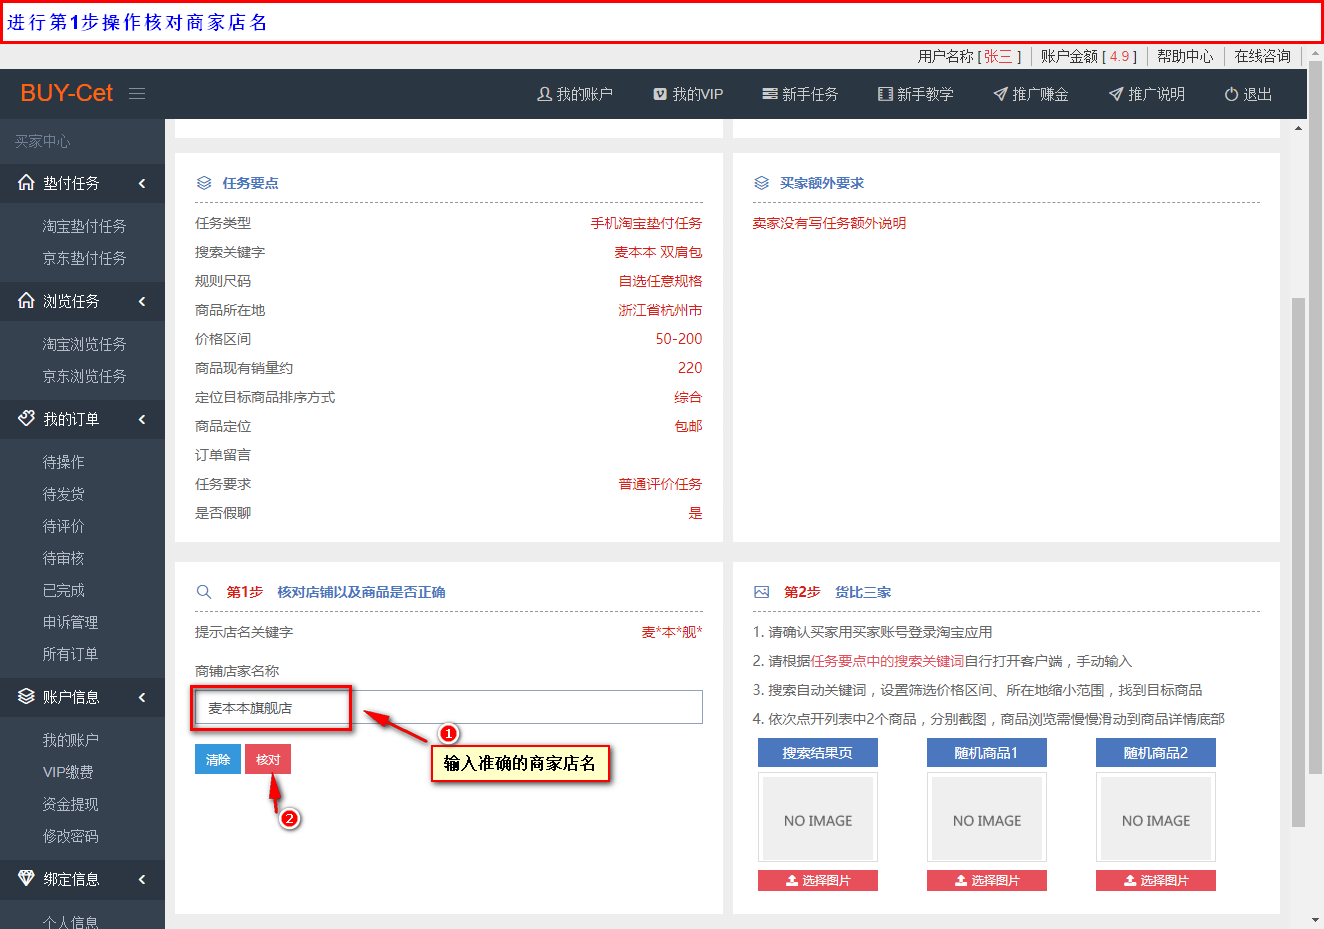 进行第1步操作核对商家店名
用户名称 [ 张三 ] 账户金额 [ 4.9 ] 帮助中心 在线咨询
BUY-Cet 我的账户 我的VIP 新手任务 新手教学 推广赚金 推广说明 退出
买家中心
垫付任务
淘宝垫付任务
京东垫付任务
浏览任务
淘宝浏览任务
京东浏览任务
我的订单
待操作
待发货
待评价
待审核
已完成
申诉管理
所有订单
账户信息
我的账户
VIP缴费
资金提现
修改密码
绑定信息
个人信息
任务要点
任务类型 手机淘宝垫付任务
搜索关键字 麦本本 双肩包
规则尺码 自选任意规格
商品所在地 浙江省杭州市
价格区间 50-200
商品现有销量约 220
定位目标商品排序方式 综合
商品定位 包邮
订单留言
任务要求 普通评价任务
是否假聊 是
买家额外要求
卖家没有写任务额外说明
第1步 核对店铺以及商品是否正确
提示店名关键字 麦*本*舰*
商铺店家名称
麦本本旗舰店
清除 核对
1
输入准确的商家店名
2
第2步 货比三家
1. 请确认买家用买家账号登录淘宝应用
2. 请根据任务要点中的搜索关键词自行打开客户端，手动输入
3. 搜索自动关键词，设置筛选价格区间、所在地缩小范围，找到目标商品
4. 依次点开列表中2个商品，分别截图，商品浏览需慢慢滑动到商品详情底部
搜索结果页 随机商品1 随机商品2
NO IMAGE NO IMAGE NO IMAGE
选择图片 选择图片 选择图片